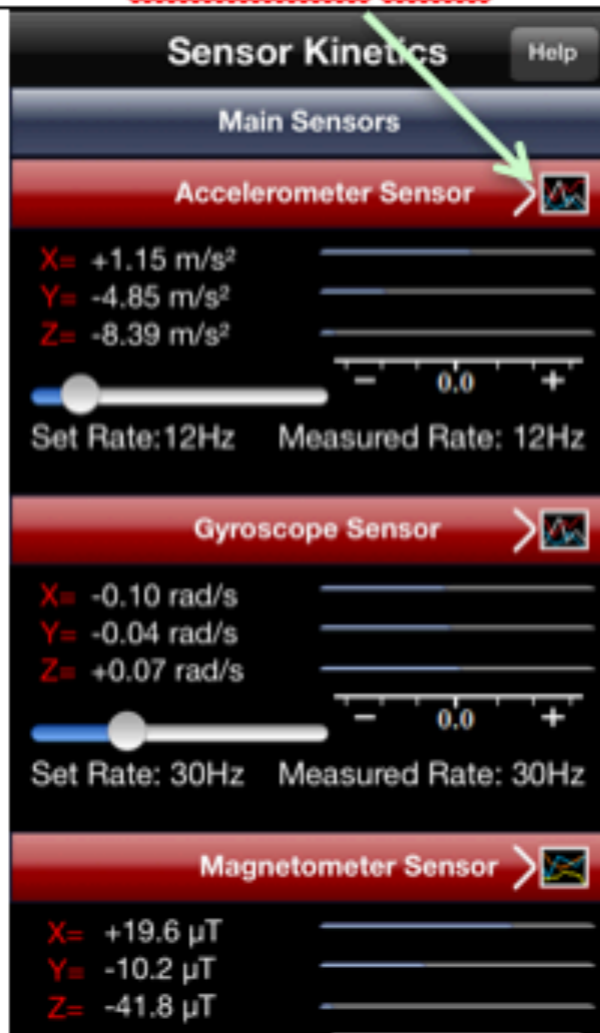 Sensor Kinetics Help
Main Sensors
Accelerometer Sensor
X= +1.15 m/s²
Y= -4.85 m/s²
Z= -8.39 m/s²
− 0.0 +
Set Rate:12Hz Measured Rate: 12Hz
Gyroscope Sensor
X= -0.10 rad/s
Y= -0.04 rad/s
Z= +0.07 rad/s
− 0.0 +
Set Rate: 30Hz Measured Rate: 30Hz
Magnetometer Sensor
X= +19.6 µT
Y= -10.2 µT
Z= -41.8 µT